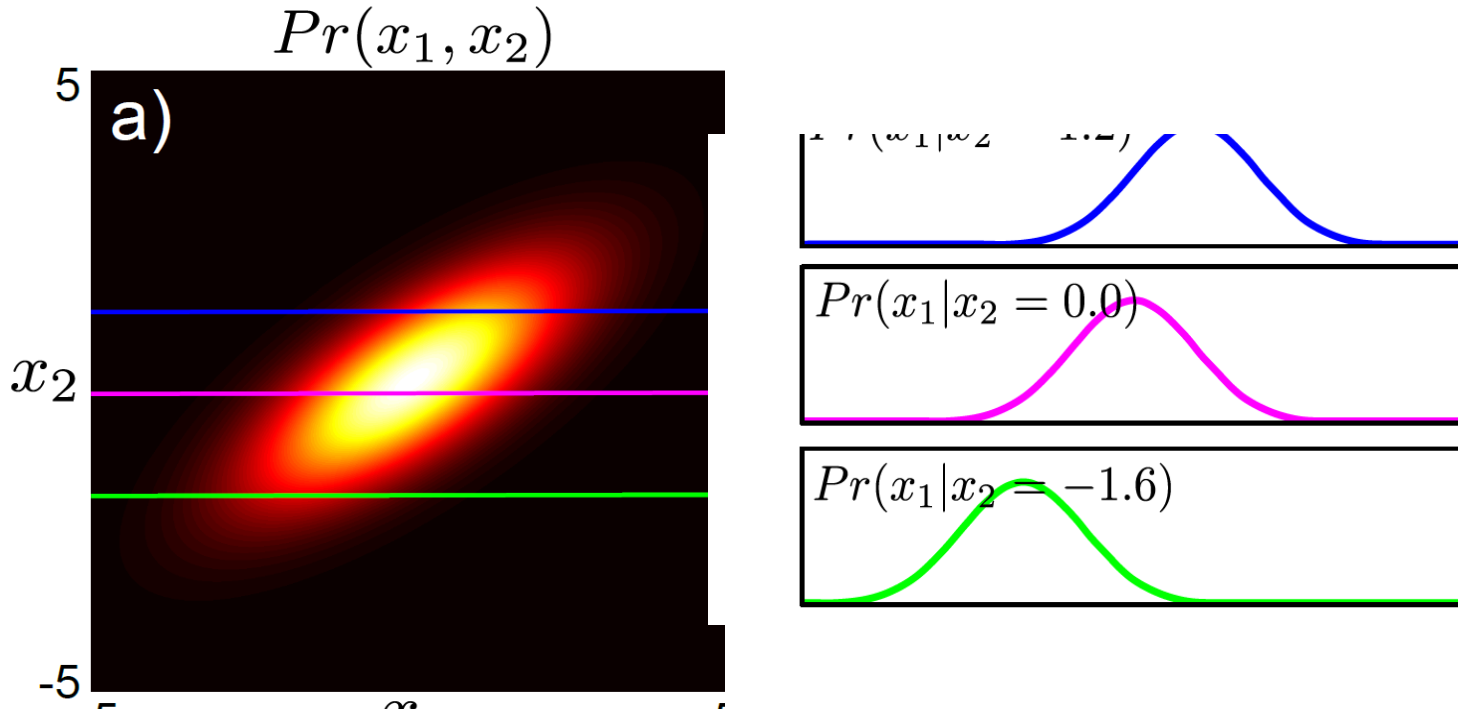 Pr(x₁, x₂)
5
a)
Pr(x₁|x₂ = 0.0)
x₂
Pr(x₁|x₂ = −1.6)
-5